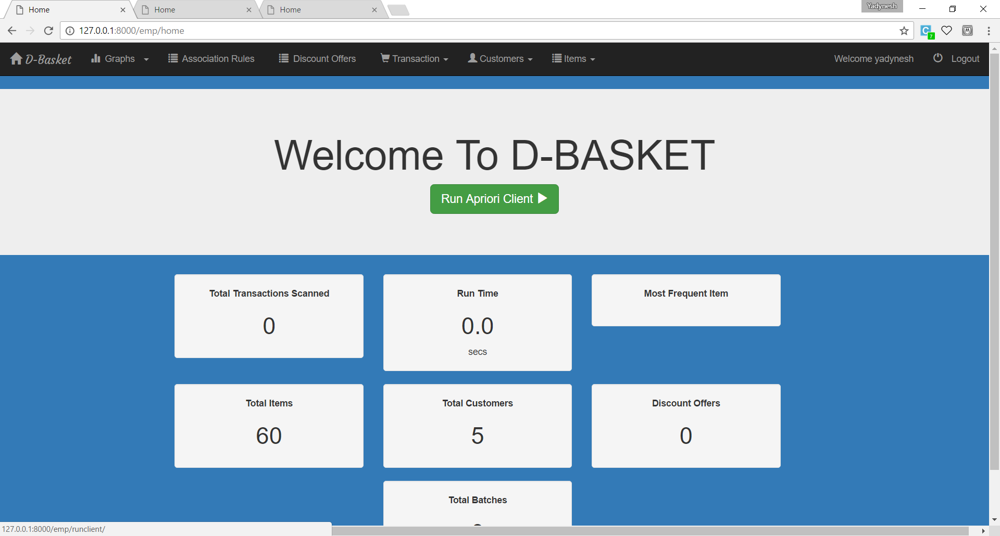 Home
Home
Home
Yadynesh
127.0.0.1:8000/emp/home
C
7
M
D-Basket
Graphs
Association Rules
Discount Offers
Transaction
Customers
Items
Welcome yadynesh
Logout
Welcome To D-BASKET
Run Apriori Client
Total Transactions Scanned
0
Run Time
0.0
secs
Most Frequent Item
Total Items
60
Total Customers
5
Discount Offers
0
Total Batches
127.0.0.1:8000/emp/runclient/